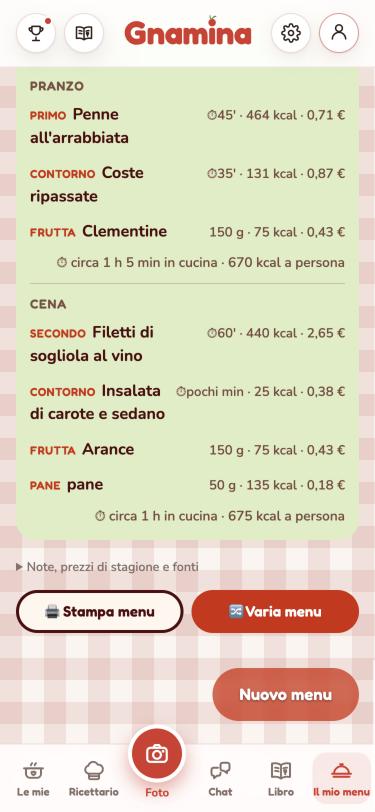 Gnamina
PRANZO
PRIMO Penne all'arrabbiata ⏱45' · 464 kcal · 0,71 €
CONTORNO Coste ripassate ⏱35' · 131 kcal · 0,87 €
FRUTTA Clementine 150 g · 75 kcal · 0,43 €
⏱ circa 1 h 5 min in cucina · 670 kcal a persona
CENA
SECONDO Filetti di sogliola al vino ⏱60' · 440 kcal · 2,65 €
CONTORNO Insalata di carote e sedano ⏱pochi min · 25 kcal · 0,38 €
FRUTTA Arance 150 g · 75 kcal · 0,43 €
PANE pane 50 g · 135 kcal · 0,18 €
⏱ circa 1 h in cucina · 675 kcal a persona
▶ Note, prezzi di stagione e fonti
Stampa menu
Varia menu
Nuovo menu
Le mie
Ricettario
Foto
Chat
Libro
Il mio menu